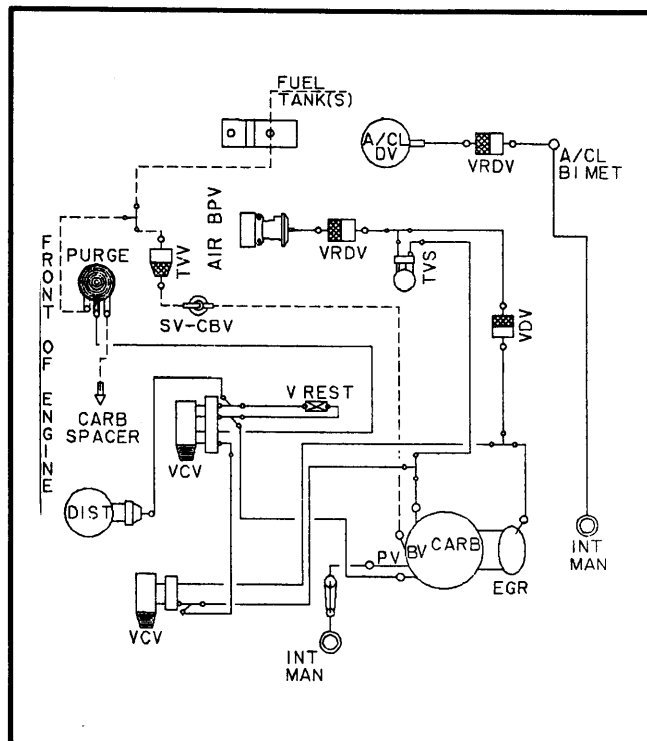 FUEL
TANK(S)
A/CL
DV
VRDV
A/CL
BIMET
AIR BPV
VRDV
TVS
TVV
PURGE
SV-CBV
VDV
FRONT OF ENGINE
CARB
SPACER
V REST
VCV
DIST
PV
BV
CARB
EGR
INT
MAN
VCV
INT
MAN